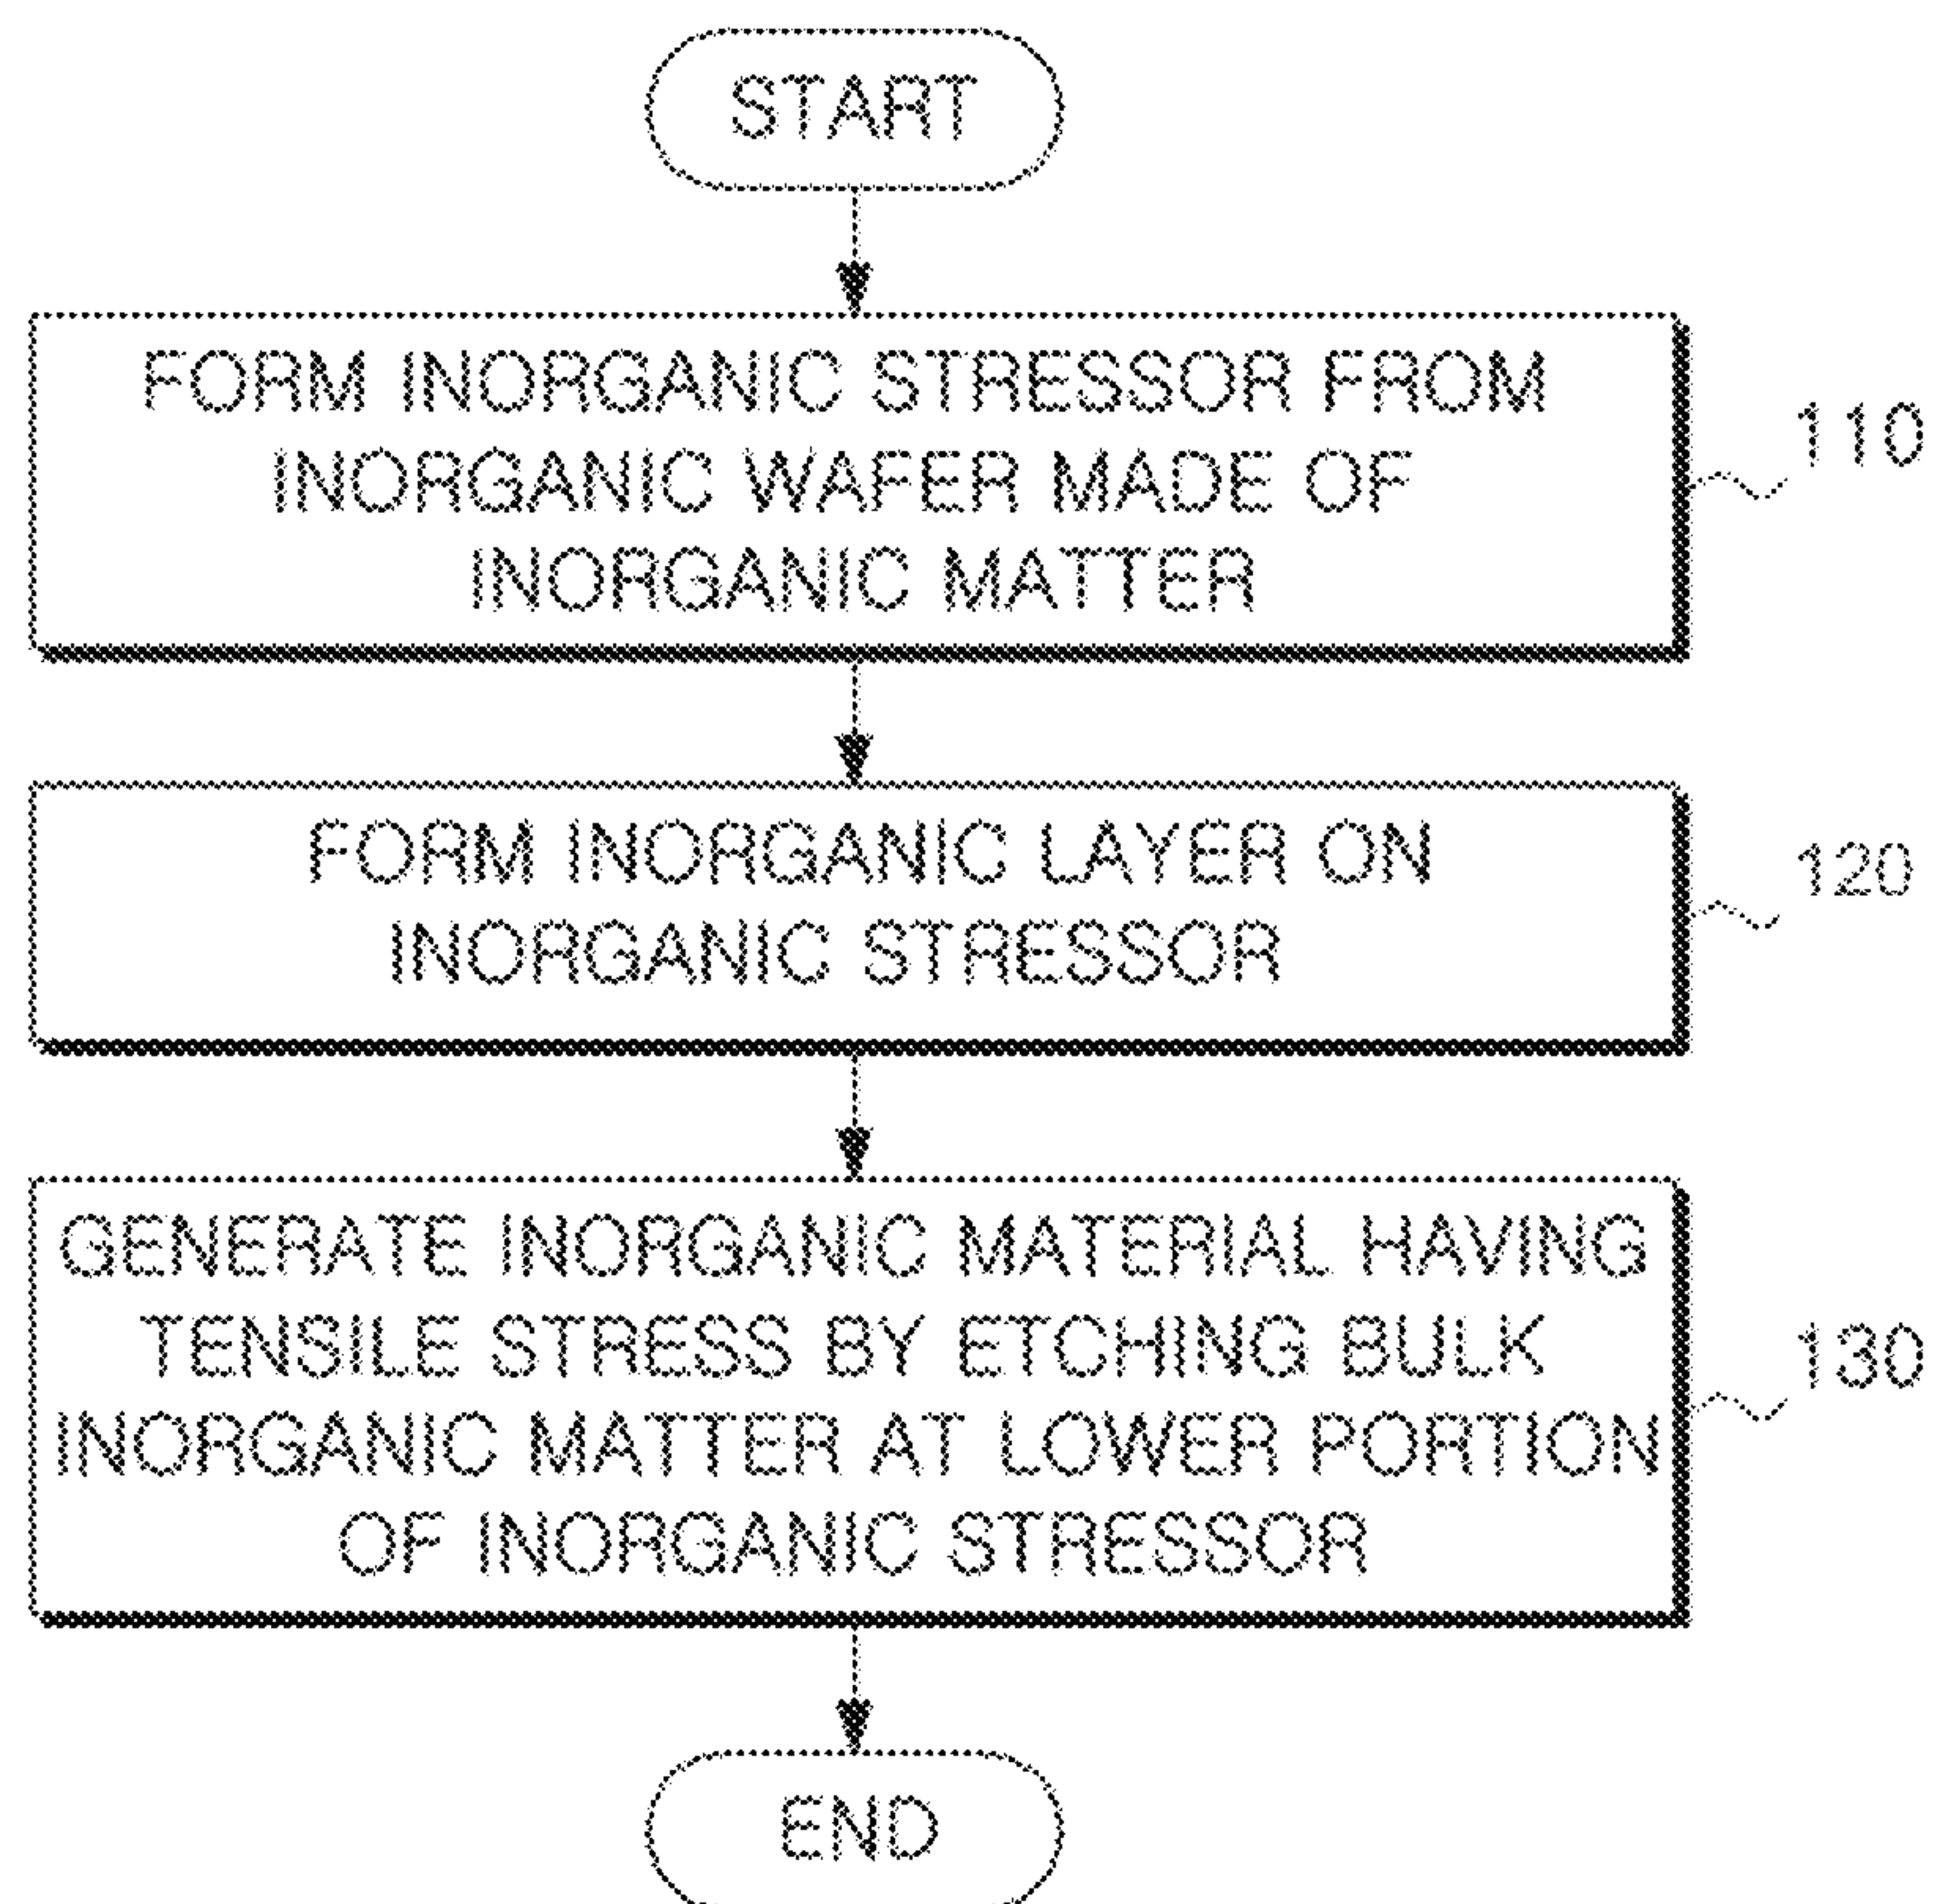 START
FORM INORGANIC STRESSOR FROM
INORGANIC WAFER MADE OF
INORGANIC MATTER
110
FORM INORGANIC LAYER ON
INORGANIC STRESSOR
120
GENERATE INORGANIC MATERIAL HAVING
TENSILE STRESS BY ETCHING BULK
INORGANIC MATTER AT LOWER PORTION
OF INORGANIC STRESSOR
130
END